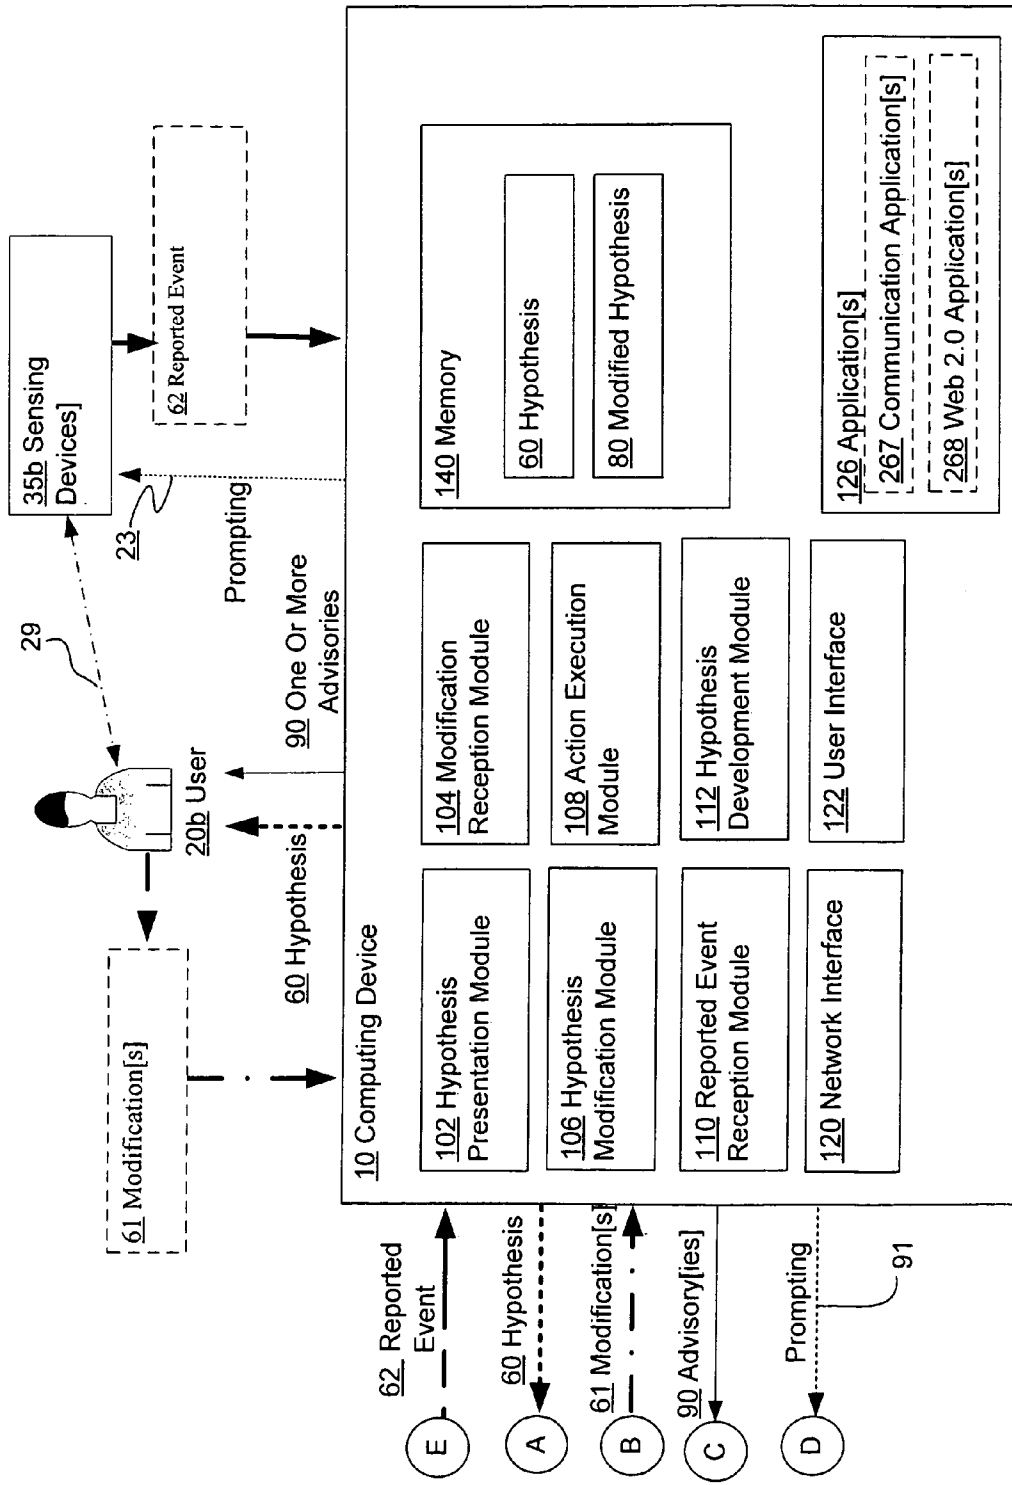 61 Modification[s]
20b User
29
35b Sensing
Devices]
62 Reported Event
23
Prompting
60 Hypothesis
90 One Or More
Advisories
10 Computing Device
102 Hypothesis
Presentation Module
104 Modification
Reception Module
106 Hypothesis
Modification Module
108 Action Execution
Module
110 Reported Event
Reception Module
112 Hypothesis
Development Module
120 Network Interface
122 User Interface
140 Memory
60 Hypothesis
80 Modified Hypothesis
126 Application[s]
267 Communication Application[s]
268 Web 2.0 Application[s]
E
62 Reported
Event
A
60 Hypothesis
B
61 Modification[s]
C
90 Advisory[ies]
D
Prompting
91